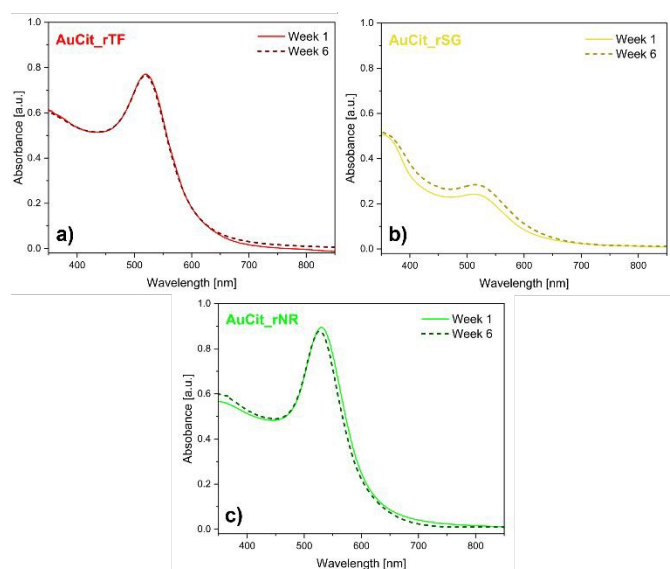 AuCit_rTF
Week 1
Week 6
Absorbance [a.u.]
1.0
0.8
0.6
0.4
0.2
0.0
a)
400 500 600 700 800
Wavelength [nm]
AuCit_rSG
Week 1
Week 6
Absorbance [a.u.]
1.0
0.8
0.6
0.4
0.2
0.0
b)
400 500 600 700 800
Wavelength [nm]
AuCit_rNR
Week 1
Week 6
Absorbance [a.u.]
1.0
0.8
0.6
0.4
0.2
0.0
c)
400 500 600 700 800
Wavelength [nm]